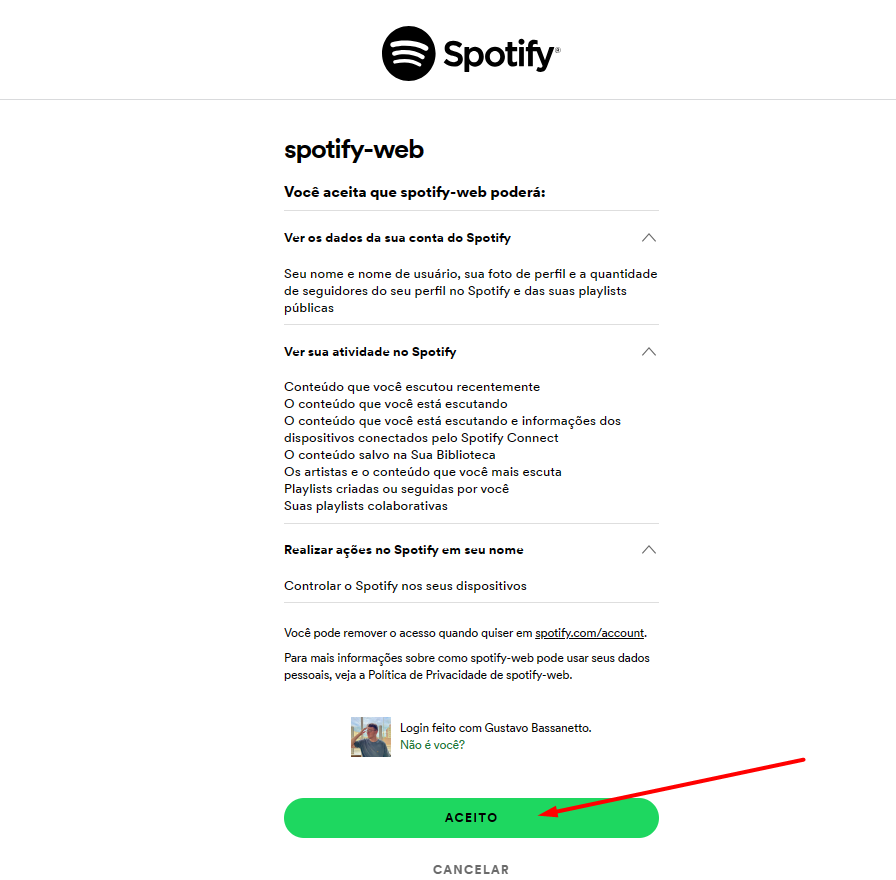 Spotify®
spotify-web
Você aceita que spotify-web poderá:
Ver os dados da sua conta do Spotify
Seu nome e nome de usuário, sua foto de perfil e a quantidade
de seguidores do seu perfil no Spotify e das suas playlists
públicas
Ver sua atividade no Spotify
Conteúdo que você escutou recentemente
O conteúdo que você está escutando
O conteúdo que você está escutando e informações dos
dispositivos conectados pelo Spotify Connect
O conteúdo salvo na Sua Biblioteca
Os artistas e o conteúdo que você mais escuta
Playlists criadas ou seguidas por você
Suas playlists colaborativas
Realizar ações no Spotify em seu nome
Controlar o Spotify nos seus dispositivos
Você pode remover o acesso quando quiser em spotify.com/account.
Para mais informações sobre como spotify-web pode usar seus dados
pessoais, veja a Política de Privacidade de spotify-web.
Login feito com Gustavo Bassanetto.
Não é você?
ACEITO
CANCELAR